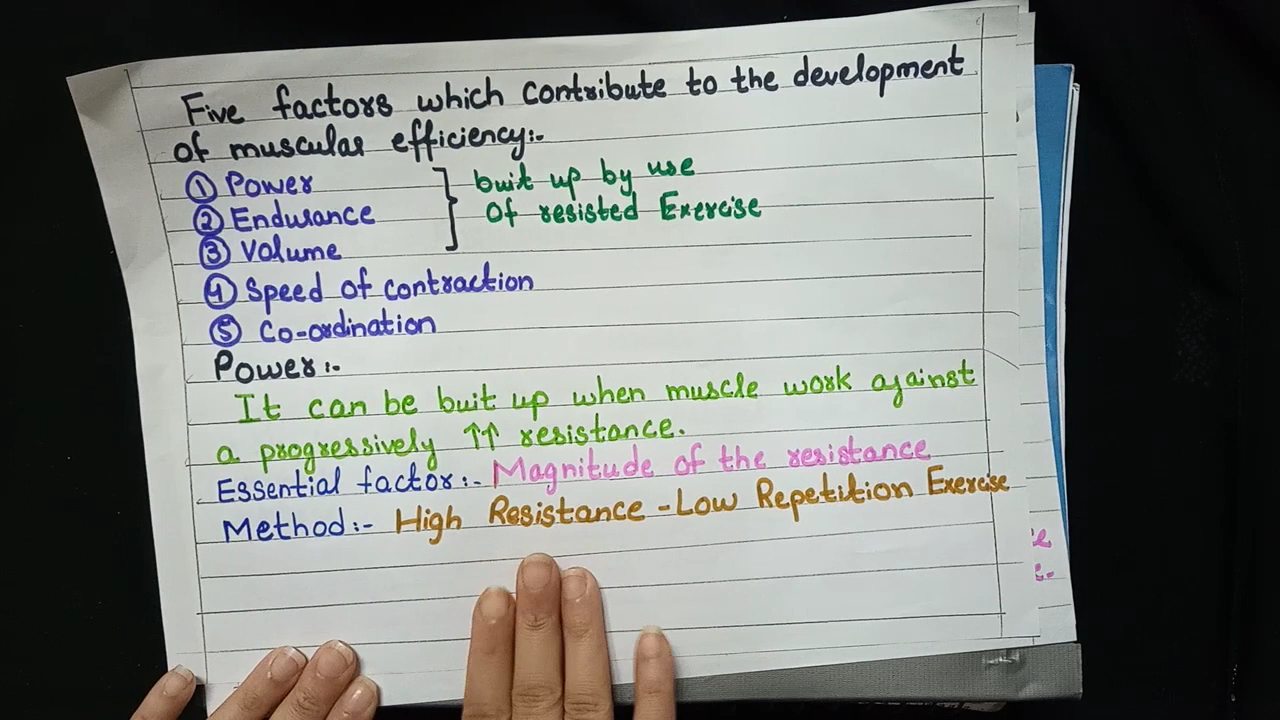 Five factors which contribute to the development
of muscular efficiency:-
① Power
② Endurance
③ Volume
buit up by use
of resisted Exercise
④ Speed of contraction
⑤ Co-ordination
Power:-
It can be buit up when muscle work against
a progressively ↑↑ resistance.
Essential factor:- Magnitude of the resistance
Method:- High Resistance - Low Repetition Exercise